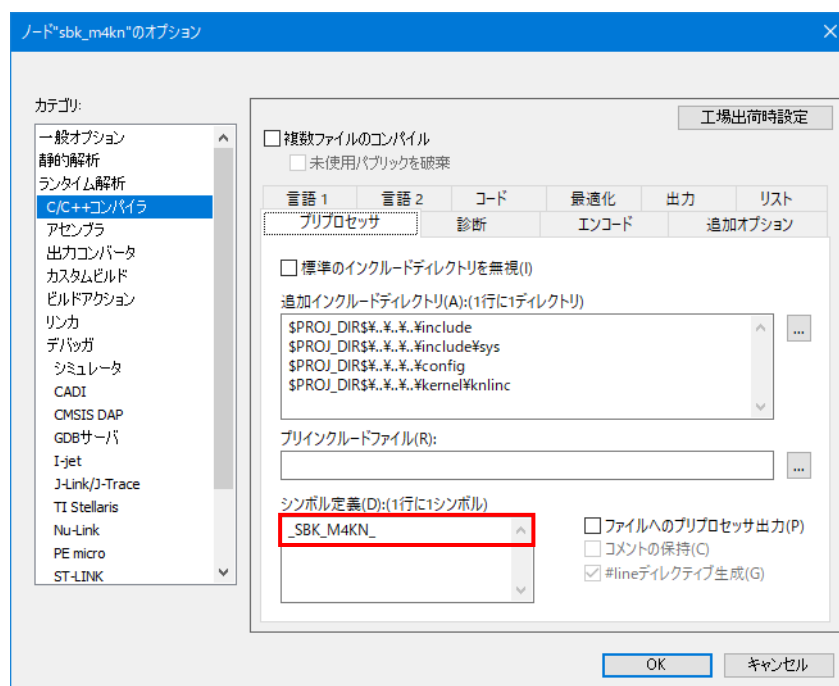 ノード"sbk_m4kn"のオプション
カテゴリ:
一般オプション
静的解析
ランタイム解析
C/C++コンパイラ
アセンブラ
出力コンバータ
カスタムビルド
ビルドアクション
リンカ
デバッガ
シミュレータ
CADI
CMSIS DAP
GDBサーバ
I-jet
J-Link/J-Trace
TI Stellaris
Nu-Link
PE micro
ST-LINK
工場出荷時設定
複数ファイルのコンパイル
未使用パブリックを破棄
言語 1 言語 2 コード 最適化 出力 リスト
プリプロセッサ 診断 エンコード 追加オプション
標準のインクルードディレクトリを無視(I)
追加インクルードディレクトリ(A):(1行に1ディレクトリ)
$PROJ_DIR$¥..¥..¥..¥include
$PROJ_DIR$¥..¥..¥..¥include¥sys
$PROJ_DIR$¥..¥..¥..¥config
$PROJ_DIR$¥..¥..¥..¥kernel¥knlinc
...
プリインクルードファイル(R):
...
シンボル定義(D):(1行に1シンボル)
_SBK_M4KN_
ファイルへのプリプロセッサ出力(P)
コメントの保持(C)
#lineディレクティブ生成(G)
OK キャンセル